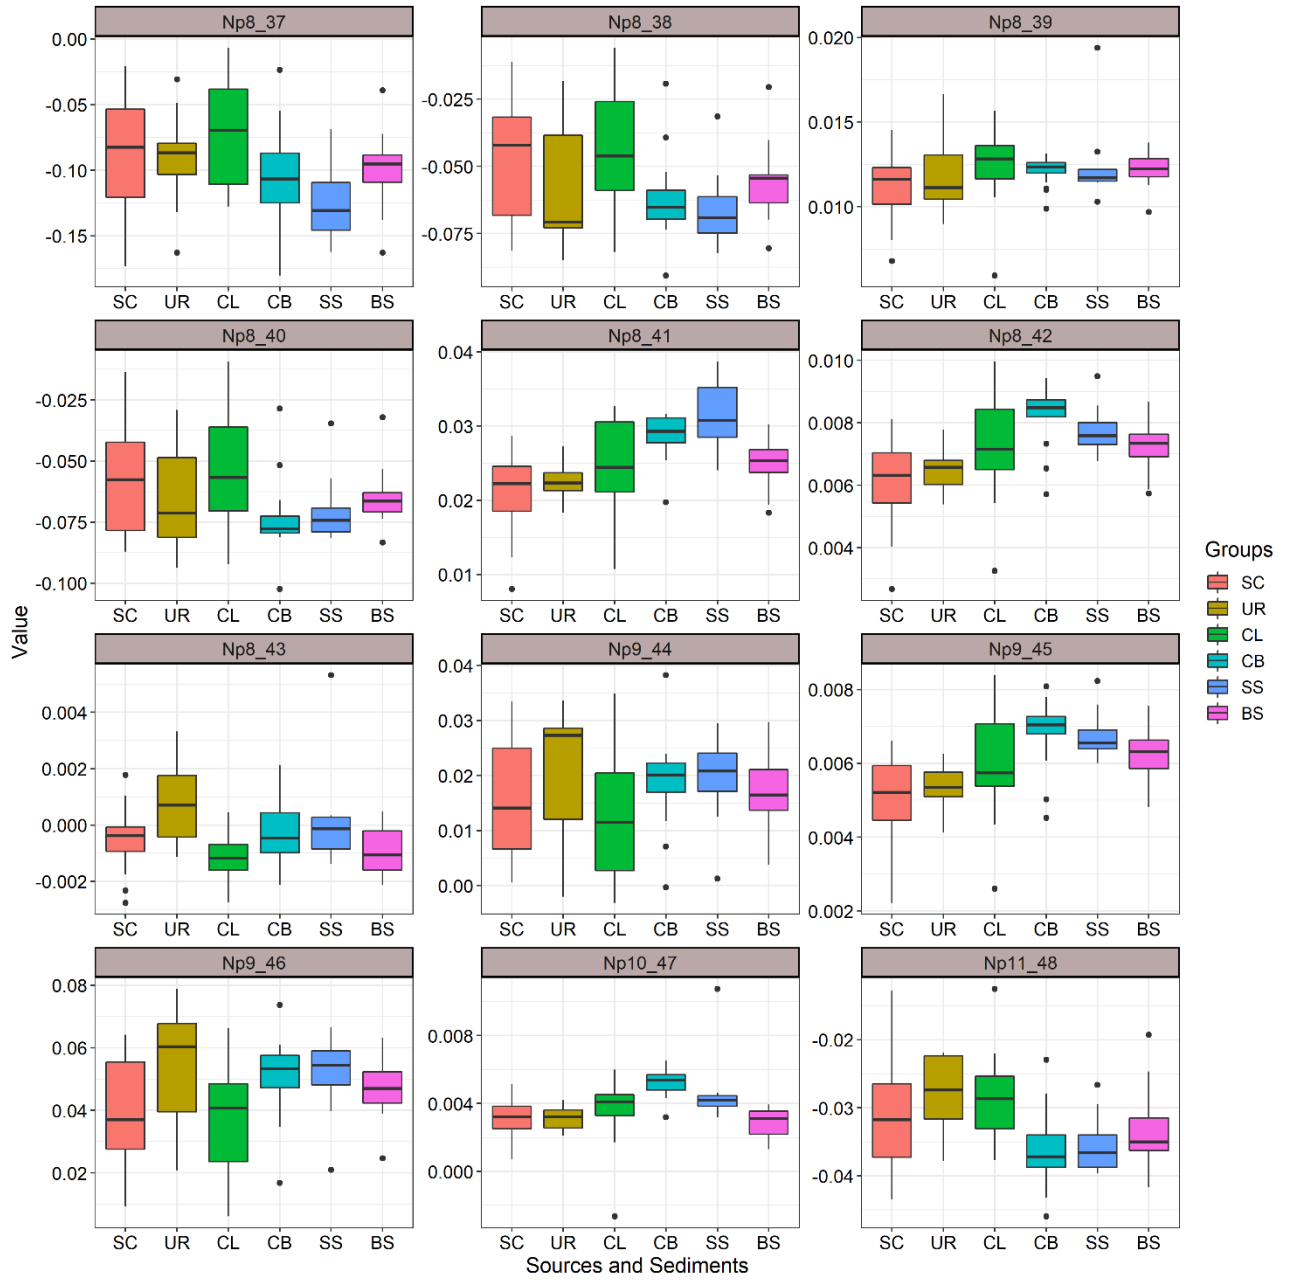 Np8_37 Np8_38 Np8_39
0.00
-0.05
-0.10
-0.15
SC UR CL CB SS BS
-0.025
-0.050
-0.075
SC UR CL CB SS BS
0.020
0.015
0.010
SC UR CL CB SS BS
Np8_40 Np8_41 Np8_42
-0.025
-0.050
-0.075
-0.100
SC UR CL CB SS BS
0.04
0.03
0.02
0.01
SC UR CL CB SS BS
0.010
0.008
0.006
0.004
SC UR CL CB SS BS
Np8_43 Np9_44 Np9_45
0.004
0.002
0.000
-0.002
SC UR CL CB SS BS
0.04
0.03
0.02
0.01
0.00
SC UR CL CB SS BS
0.008
0.006
0.004
0.002
SC UR CL CB SS BS
Np9_46 Np10_47 Np11_48
0.08
0.06
0.04
0.02
SC UR CL CB SS BS
0.008
0.004
0.000
SC UR CL CB SS BS
-0.02
-0.03
-0.04
SC UR CL CB SS BS
Value
Sources and Sediments
Groups
SC
UR
CL
CB
SS
BS